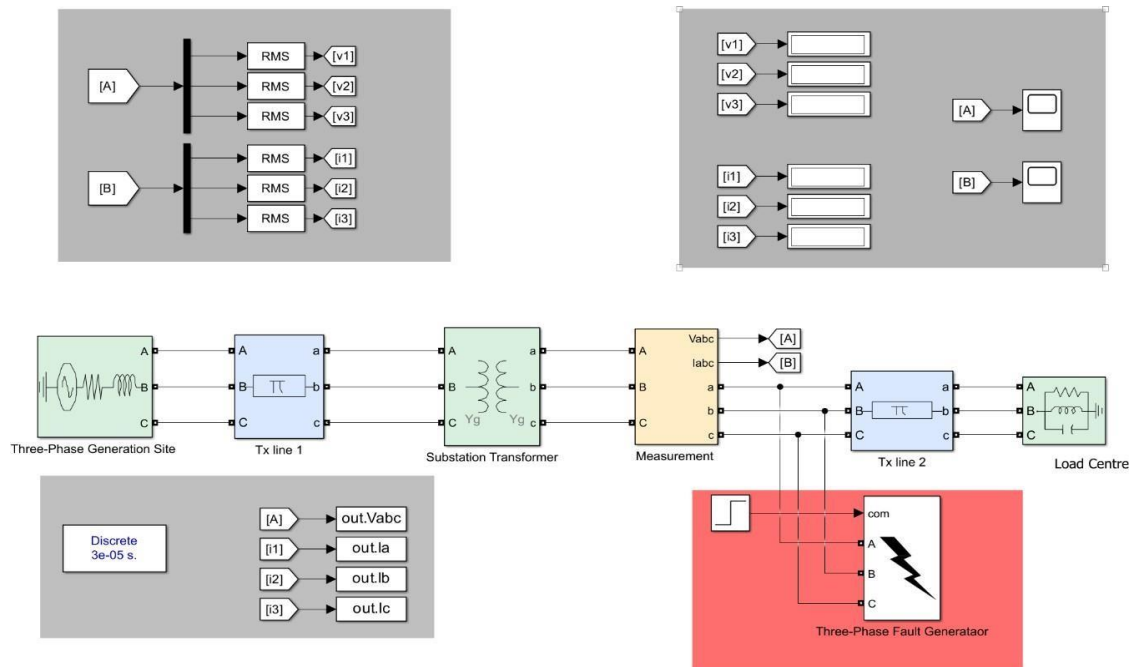 [A]
RMS
[v1]
RMS
[v2]
RMS
[v3]
[B]
RMS
[i1]
RMS
[i2]
RMS
[i3]
[v1]
[v2]
[v3]
[A]
[i1]
[i2]
[i3]
[B]
A
B
C
Three-Phase Generation Site
A
B
C
π
a
b
c
Tx line 1
A
B
C
Yg
Yg
a
b
c
Substation Transformer
A
B
C
Vabc
Iabc
a
b
c
Measurement
[A]
[B]
A
B
C
π
a
b
c
Tx line 2
A
B
C
Load Centre
Discrete
3e-05 s.
[A]
out.Vabc
[i1]
out.Ia
[i2]
out.Ib
[i3]
out.Ic
com
A
B
C
Three-Phase Fault Generataor